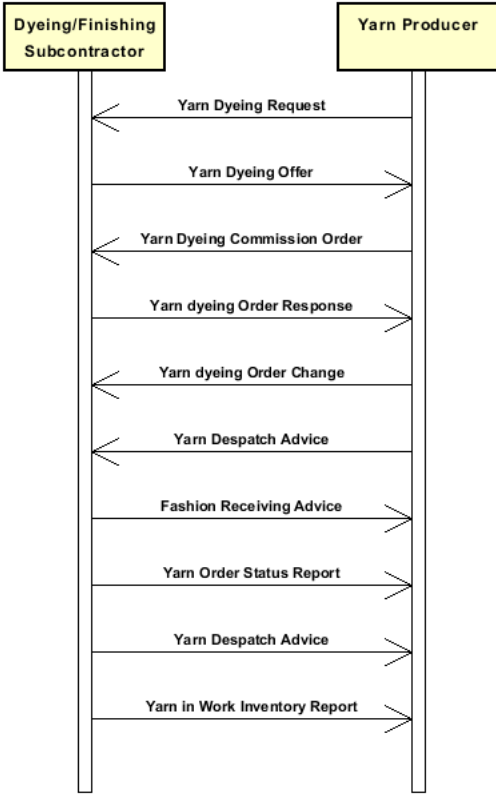 Dyeing/Finishing
Subcontractor
Yarn Producer
Yarn Dyeing Request
Yarn Dyeing Offer
Yarn Dyeing Commission Order
Yarn dyeing Order Response
Yarn dyeing Order Change
Yarn Despatch Advice
Fashion Receiving Advice
Yarn Order Status Report
Yarn Despatch Advice
Yarn in Work Inventory Report